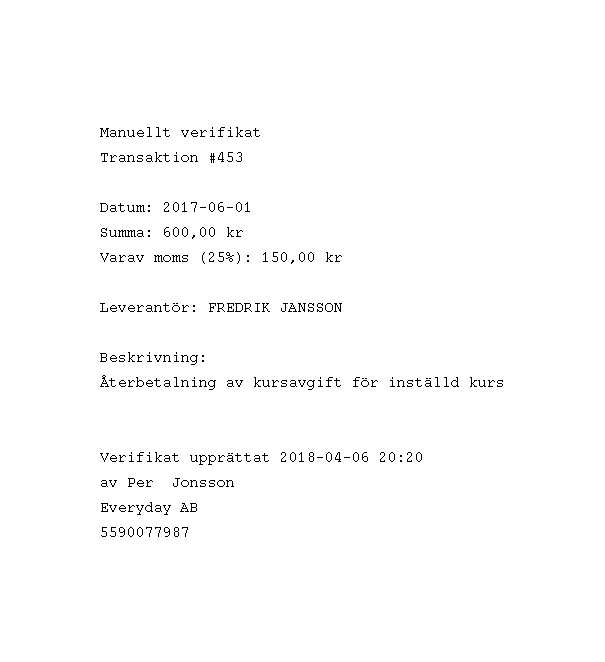 Manuellt verifikat
Transaktion #453
Datum: 2017-06-01
Summa: 600,00 kr
Varav moms (25%): 150,00 kr
Leverantör: FREDRIK JANSSON
Beskrivning:
Återbetalning av kursavgift för inställd kurs
Verifikat upprättat 2018-04-06 20:20
av Per  Jonsson
Everyday AB
5590077987